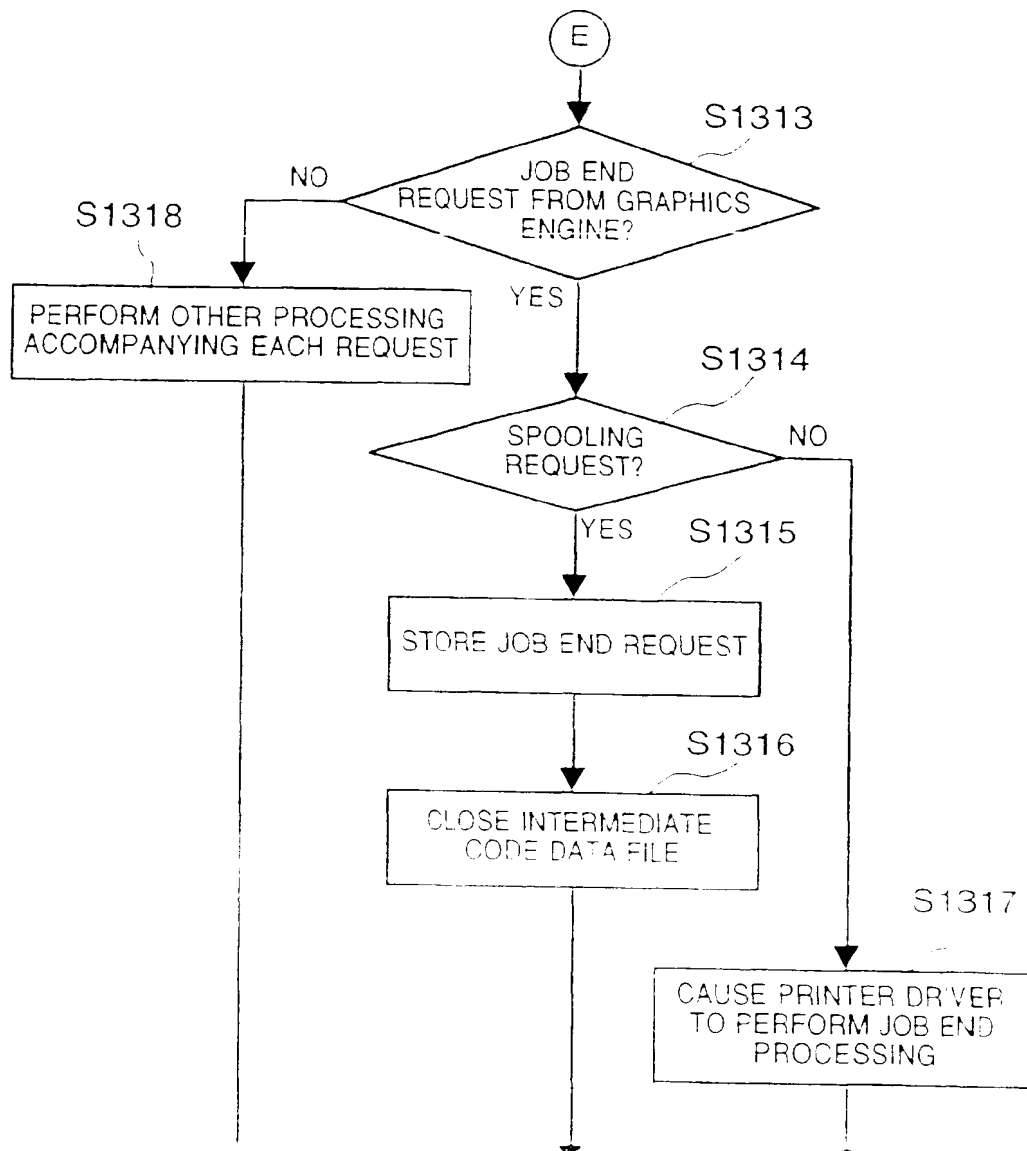 E
S1313
JOB END
REQUEST FROM GRAPHICS
ENGINE?
NO
S1318
YES
PERFORM OTHER PROCESSING
ACCOMPANYING EACH REQUEST
S1314
SPOOLING
REQUEST?
NO
YES
S1315
STORE JOB END REQUEST
S1316
CLOSE INTERMEDIATE
CODE DATA FILE
S1317
CAUSE PRINTER DRIVER
TO PERFORM JOB END
PROCESSING